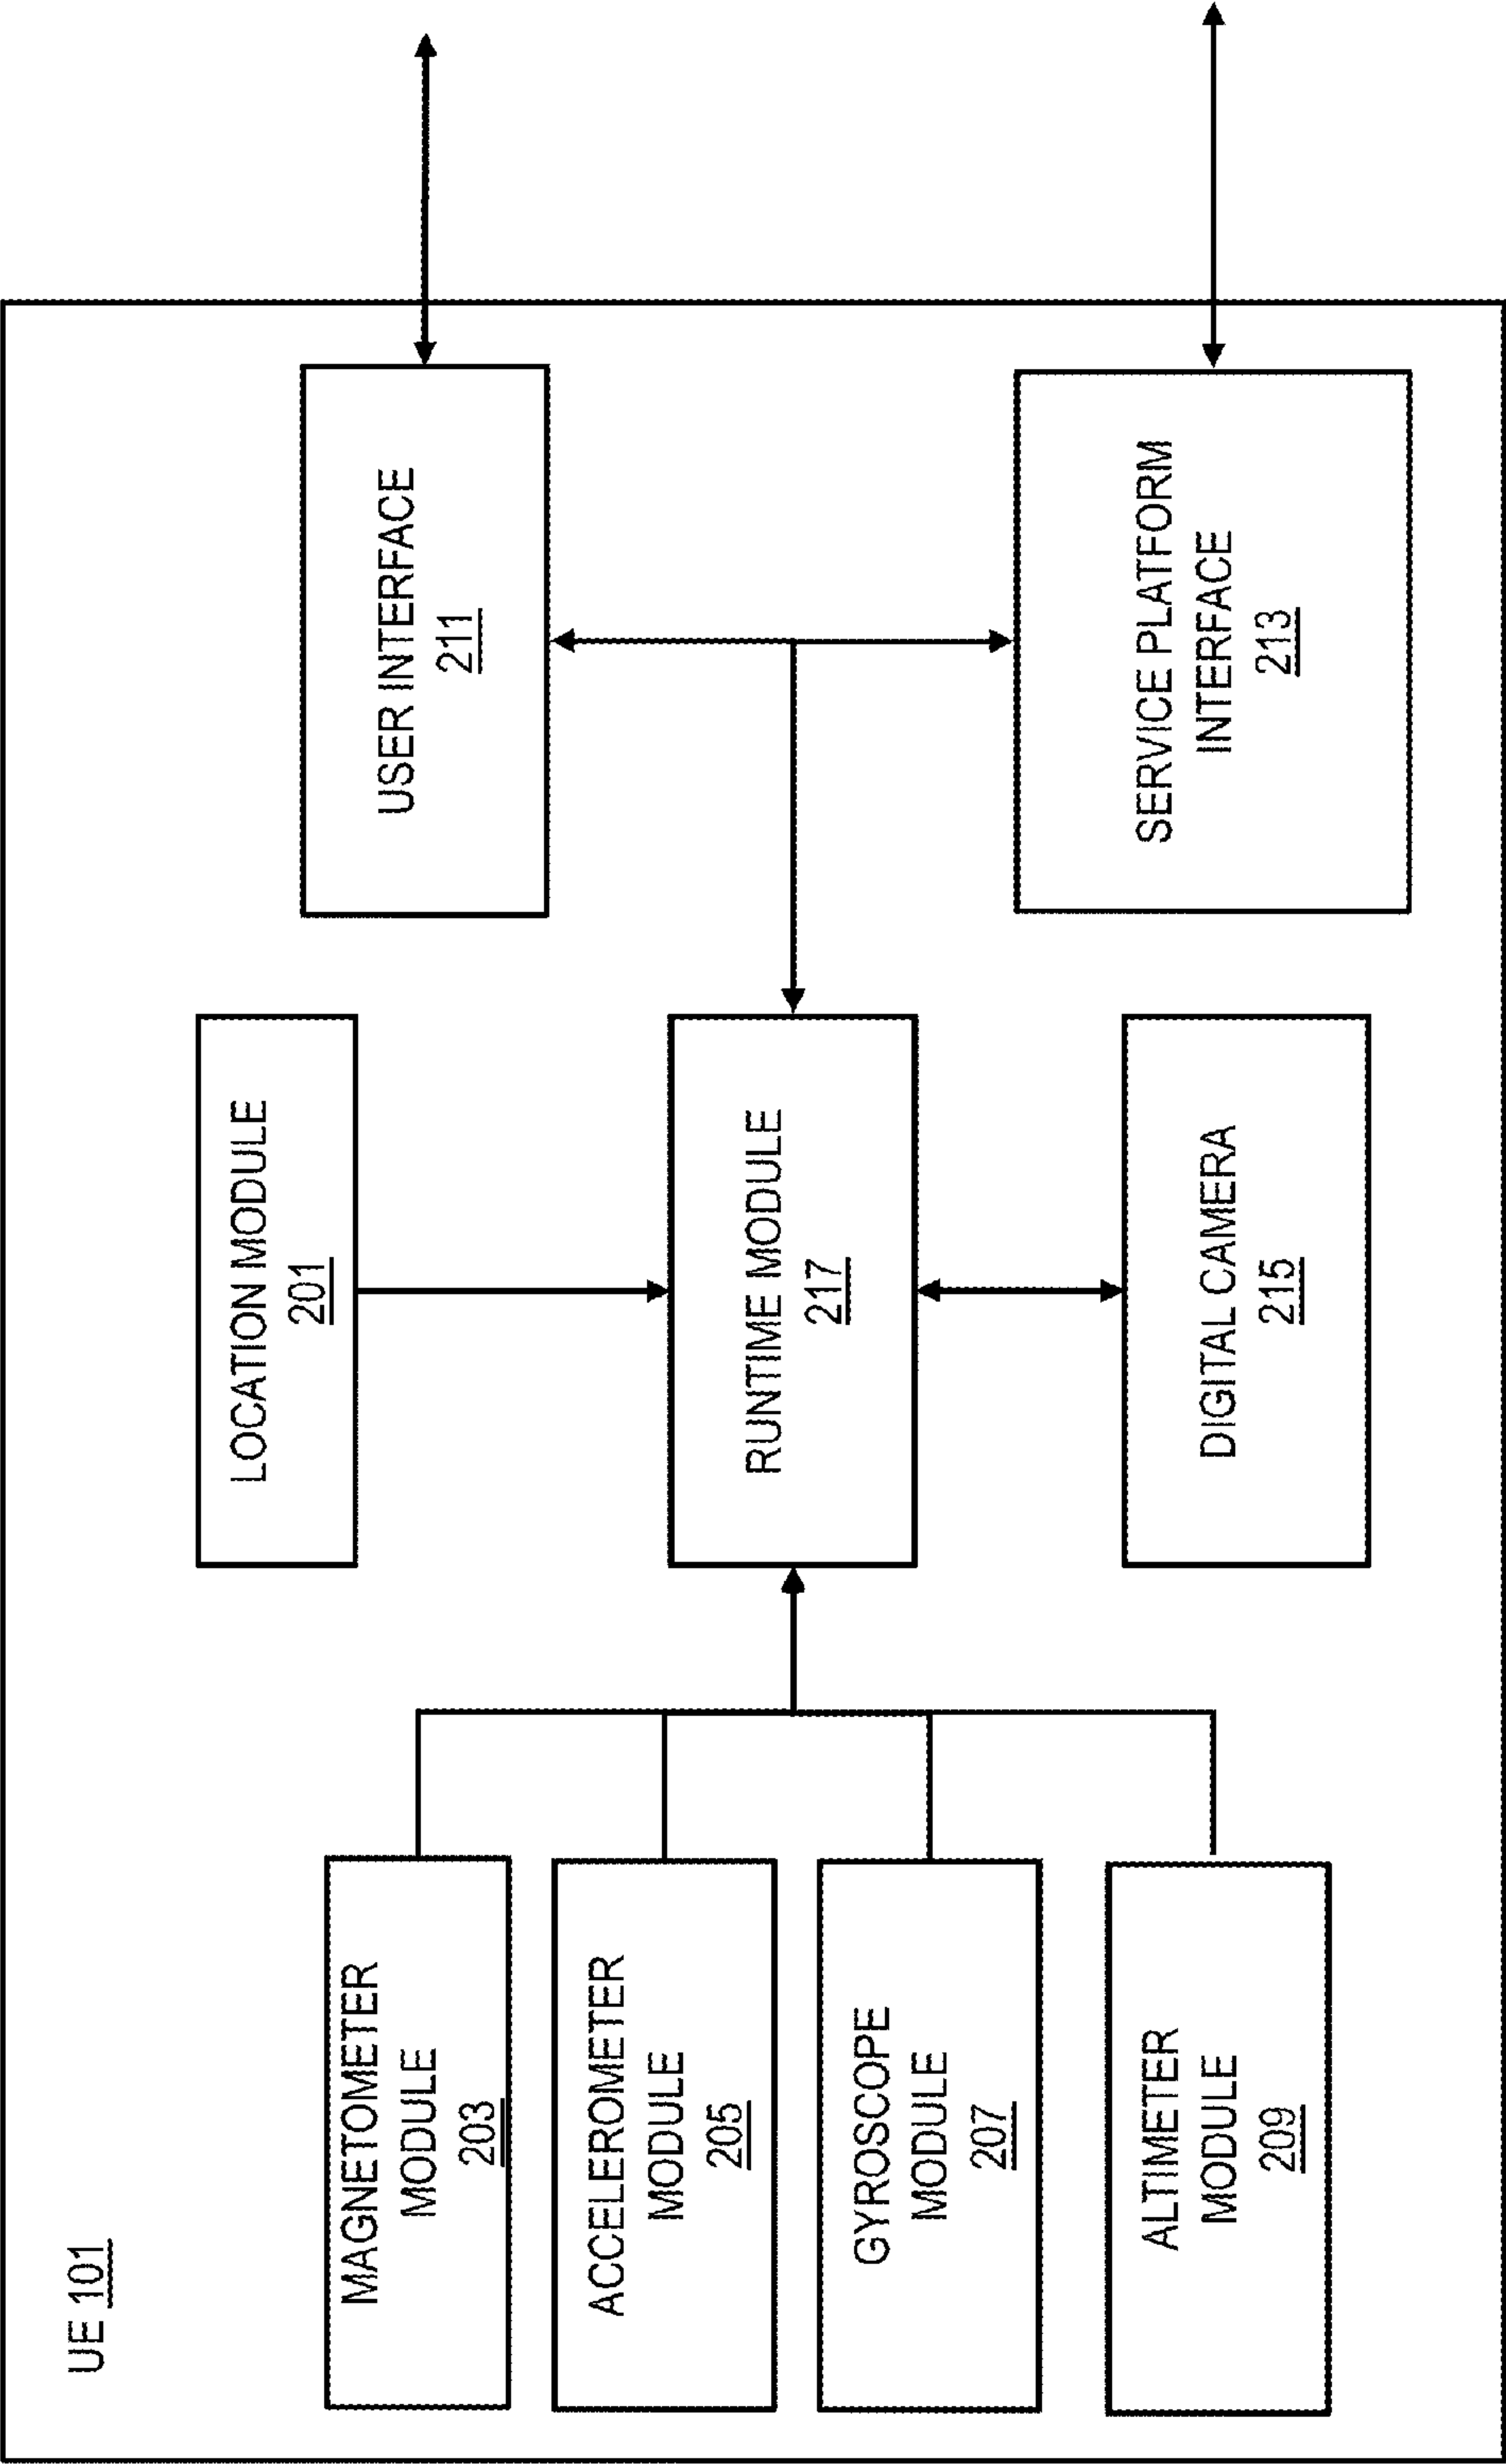 UE 101
MAGNETOMETER
MODULE
203
ACCELEROMETER
MODULE
205
GYROSCOPE
MODULE
207
ALTIMETER
MODULE
209
LOCATION MODULE
201
RUNTIME MODULE
217
DIGITAL CAMERA
215
USER INTERFACE
211
SERVICE PLATFORM
INTERFACE
213